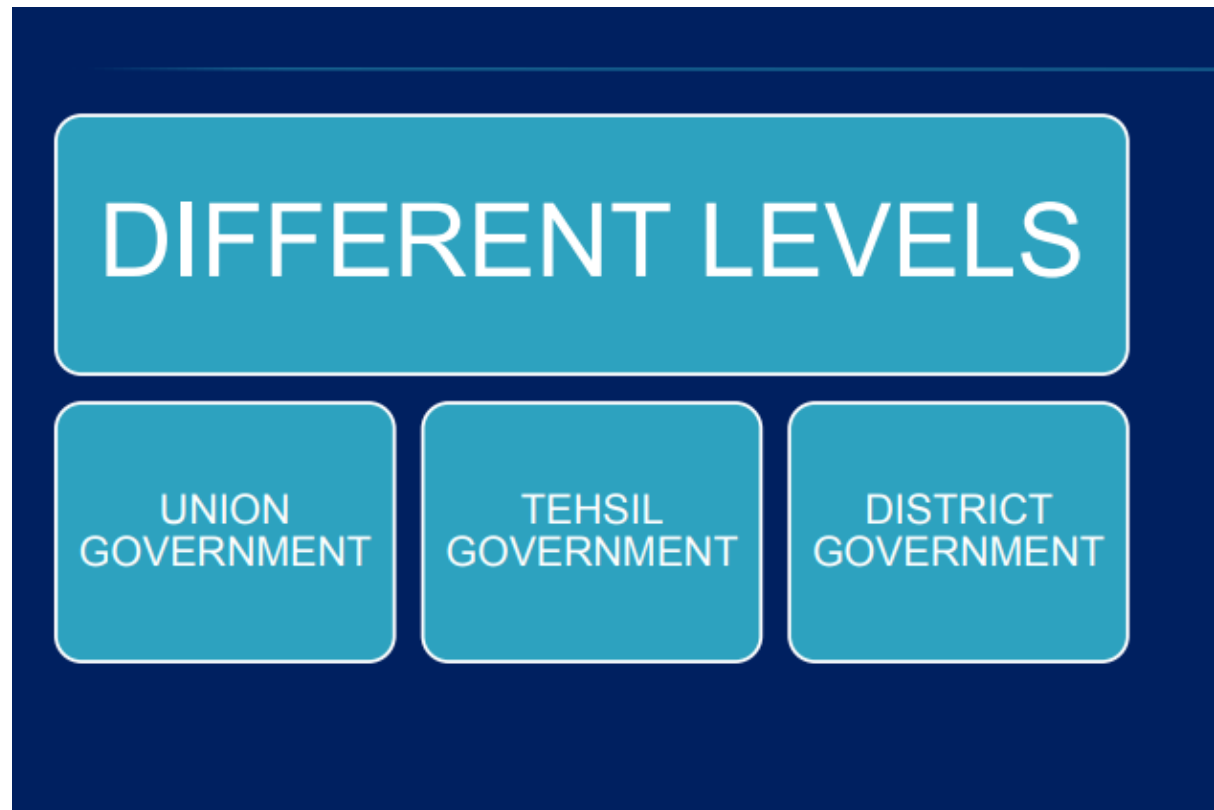 DIFFERENT LEVELS
UNION
GOVERNMENT
TEHSIL
GOVERNMENT
DISTRICT
GOVERNMENT